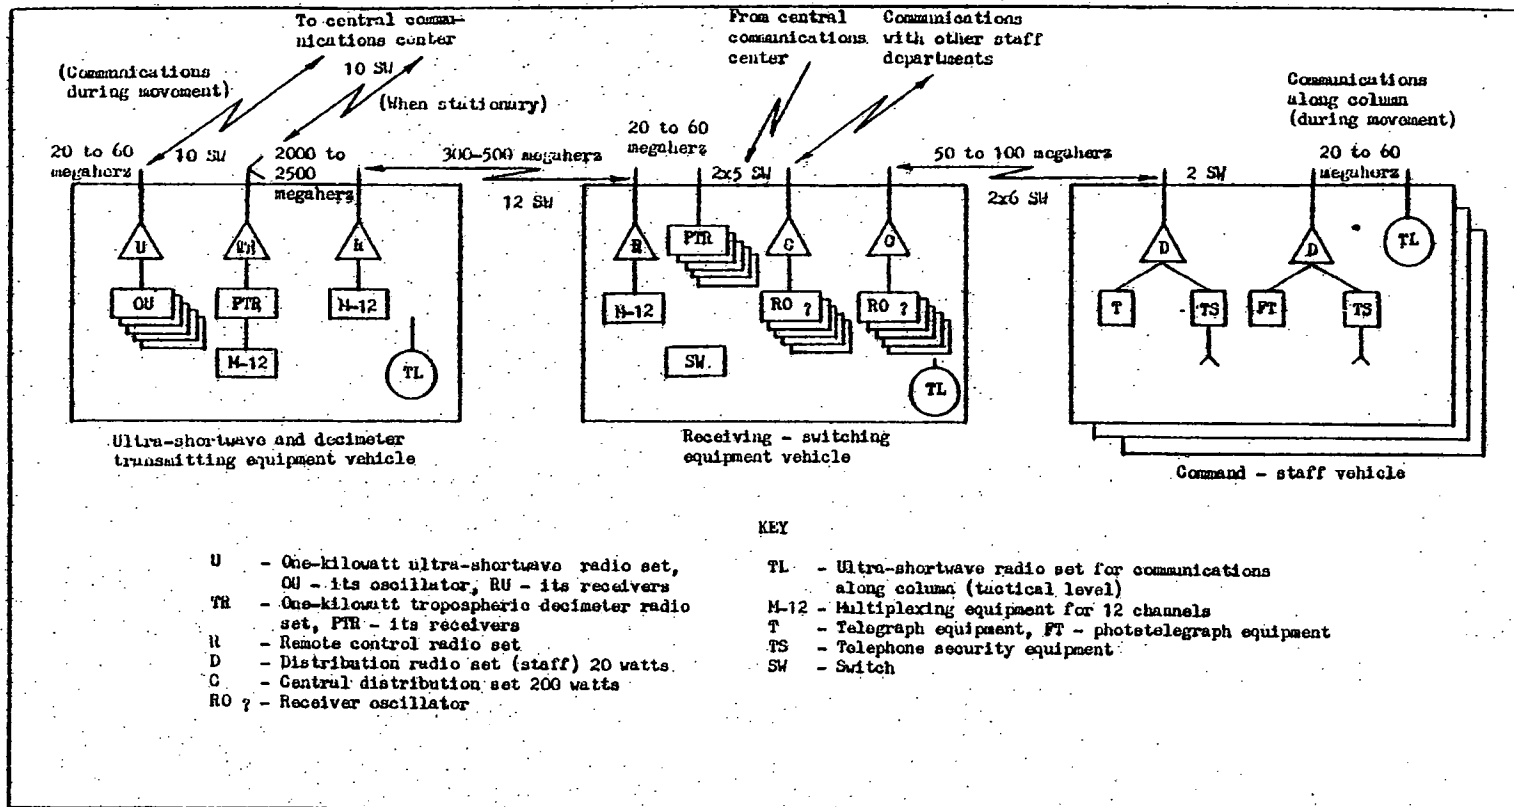 To central commu-
nications center
(Communications
during movement)
10 SW
(When stationary)
From central
communications
center
Communications
with other staff
departments
Communications
along column
(during movement)
20 to 60
megaherz
10 SW
2000 to
2500
megaherz
300-500 megaherz
12 SW
20 to 60
megaherz
2x5 SW
50 to 100 megaherz
2x6 SW
2 SW
20 to 60
megaherz
U
TR
R
OU
PTR
M-12
M-12
TL
R
PTR
C
C
M-12
RO ?
RO ?
SW.
TL
D
D
TL
T
TS
FT
TS
Ultra-shortwave and decimeter
transmitting equipment vehicle
Receiving - switching
equipment vehicle
Command - staff vehicle
KEY
U - One-kilowatt ultra-shortwave radio set,
OU - its oscillator, RU - its receivers
TR - One-kilowatt tropospheric decimeter radio
set, PTR - its receivers
R - Remote control radio set
D - Distribution radio set (staff) 20 watts
C - Central distribution set 200 watts
RO ? - Receiver oscillator
TL - Ultra-shortwave radio set for communications
along column (tactical level)
M-12 - Multiplexing equipment for 12 channels
T - Telegraph equipment, FT - phototelegraph equipment
TS - Telephone security equipment
SW - Switch